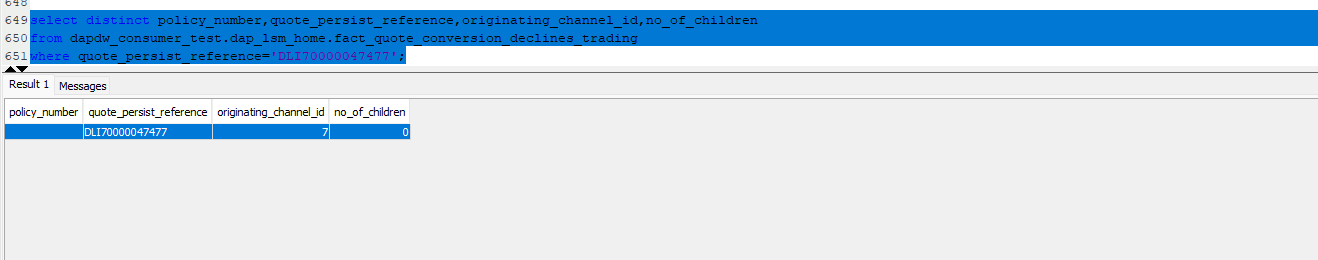 648
649 select distinct policy_number,quote_persist_reference,originating_channel_id,no_of_children
650 from dapdw_consumer_test.dap_lsm_home.fact_quote_conversion_declines_trading
651 where quote_persist_reference='DLI70000047477';
Result 1 Messages
policy_number quote_persist_reference originating_channel_id no_of_children
DLI70000047477 7 0